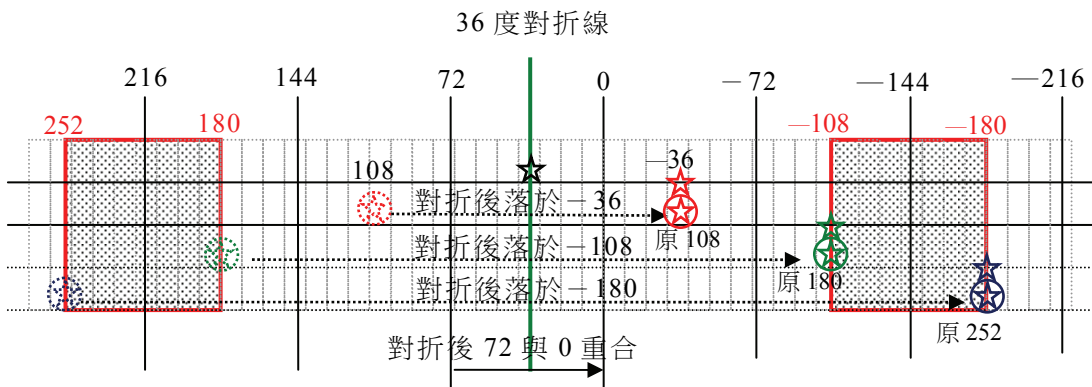 36 度對折線
216 144 72 0 －72 —144 —216
252 180 —108 —180
108 —36
對折後落於－36
原 108
對折後落於－108
原 180
對折後落於－180
原 252
對折後 72 與 0 重合